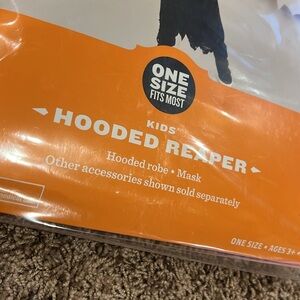 ONE
SIZE
FITS MOST
KIDS
HOODED REAPER
Hooded robe • Mask
Other accessories shown sold separately
ONE SIZE • AGES 3+